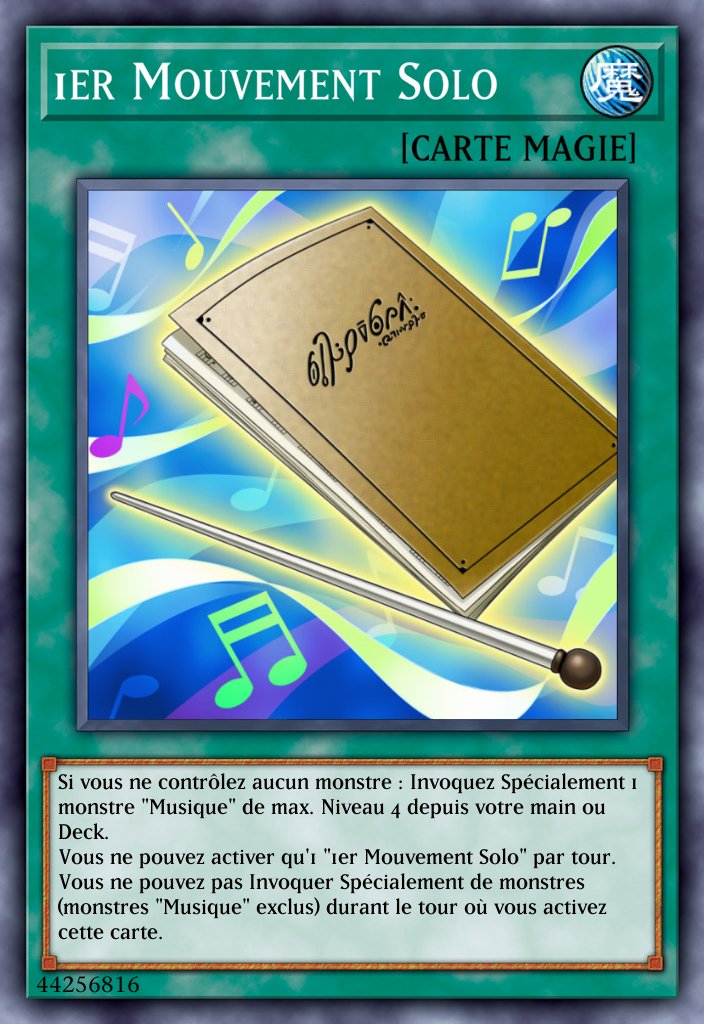 1er Mouvement Solo
魔
[CARTE MAGIE]
Si vous ne contrôlez aucun monstre : Invoquez Spécialement 1
monstre "Musique" de max. Niveau 4 depuis votre main ou
Deck.
Vous ne pouvez activer qu'1 "1er Mouvement Solo" par tour.
Vous ne pouvez pas Invoquer Spécialement de monstres
(monstres "Musique" exclus) durant le tour où vous activez
cette carte.
44256816